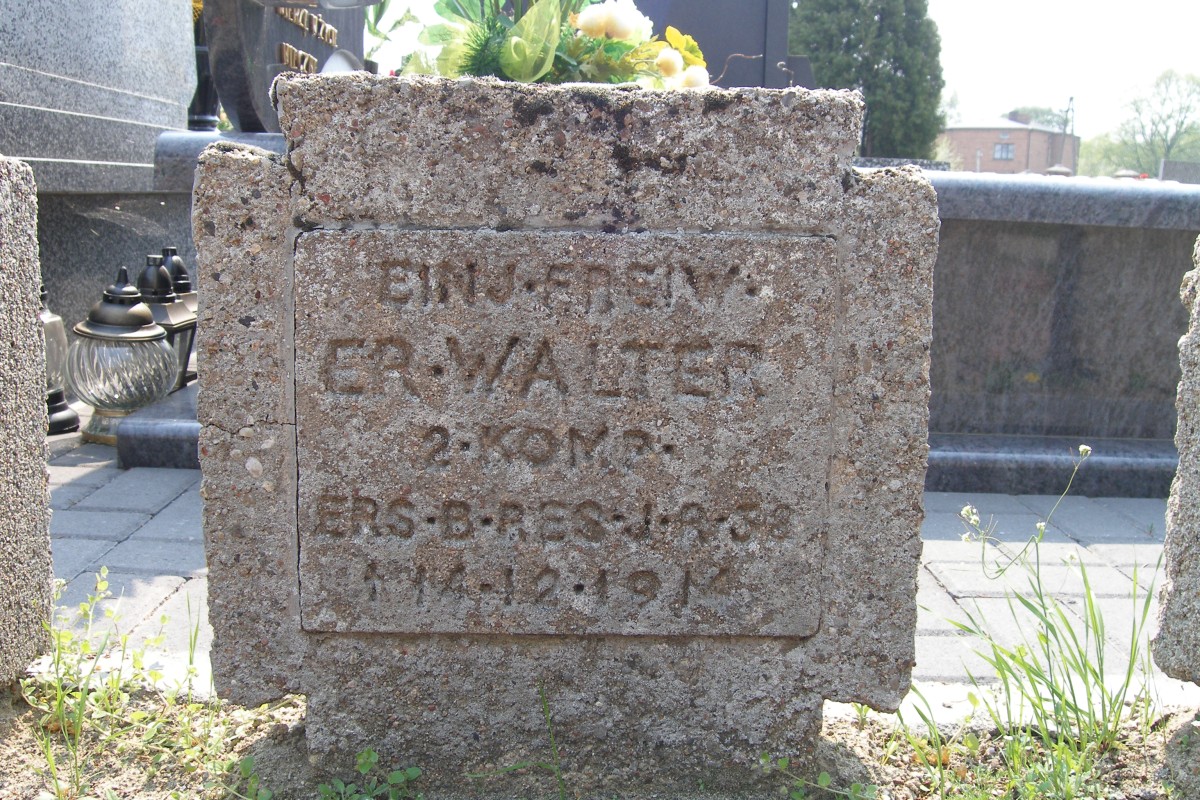 EINJ·FREIW·
ER·WALTER
2·KOMP·
ERS·B·RES·J·R·38
† 14·12·1914